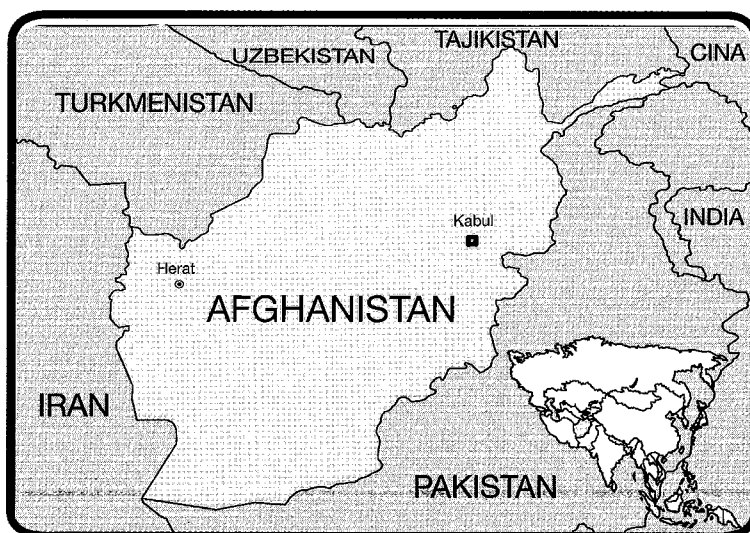 TAJIKISTAN
UZBEKISTAN
CINA
TURKMENISTAN
INDIA
Kabul
Herat
AFGHANISTAN
IRAN
PAKISTAN